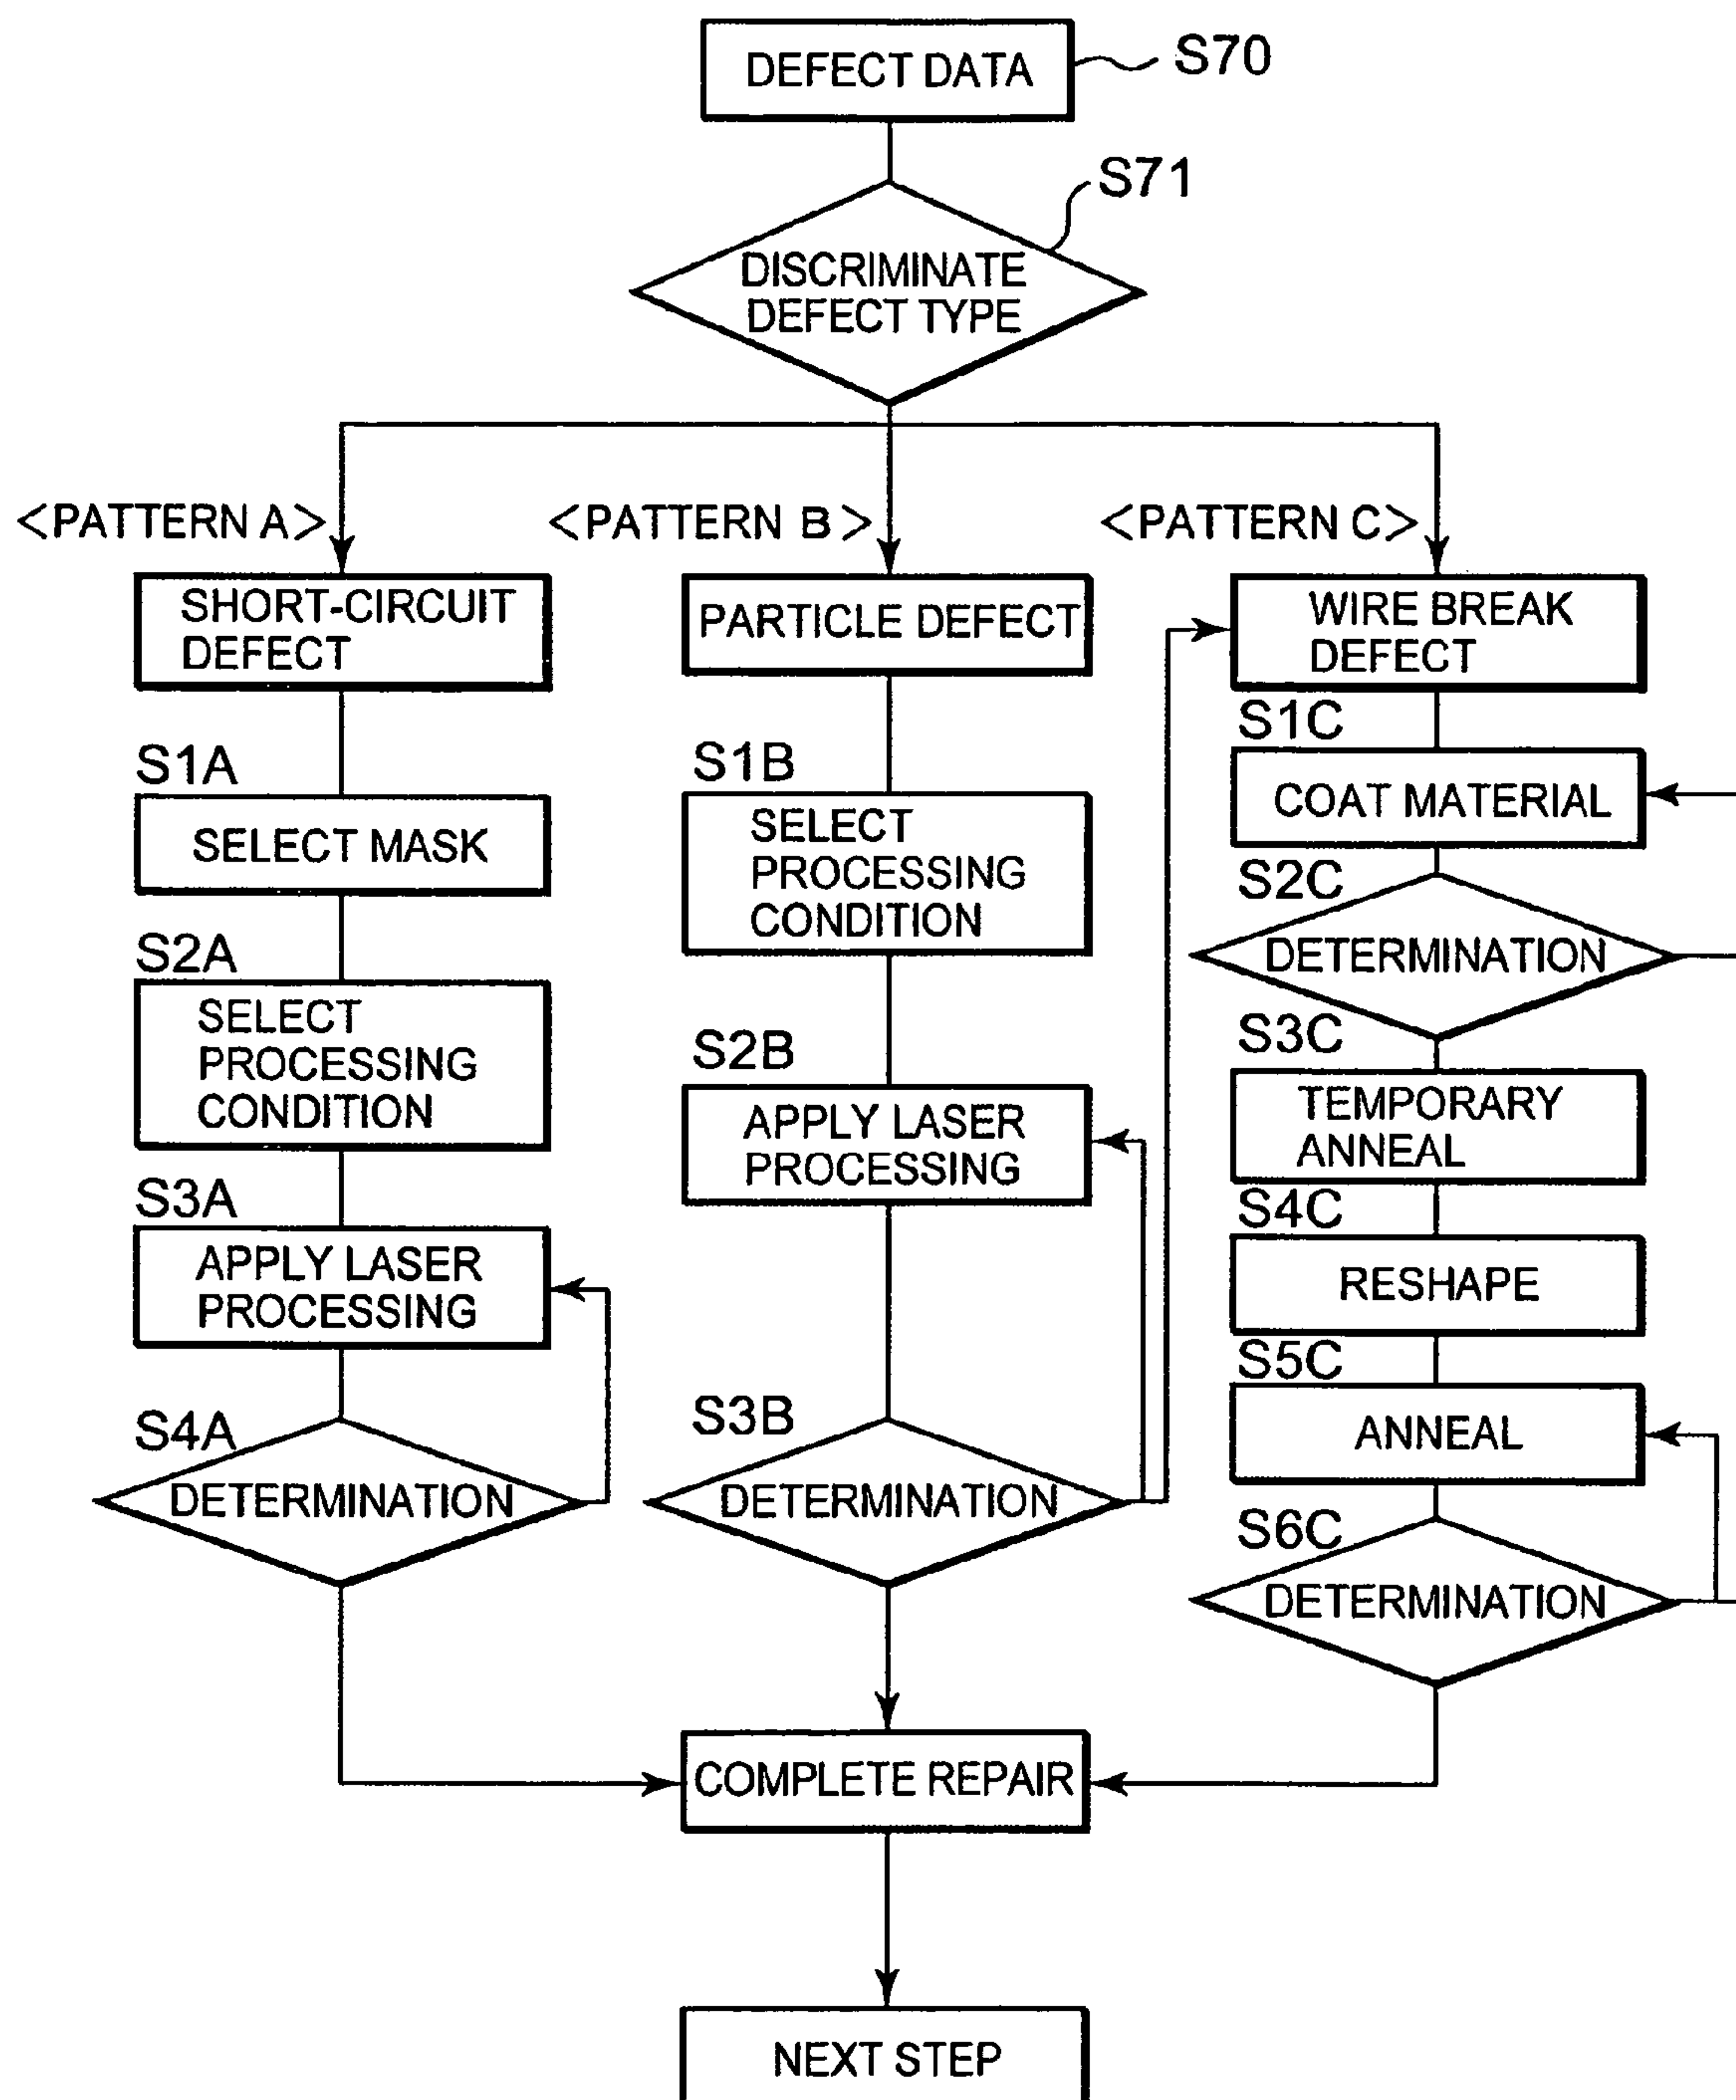 DEFECT DATA
S70
S71
DISCRIMINATE
DEFECT TYPE
<PATTERN A>
<PATTERN B>
<PATTERN C>
SHORT-CIRCUIT
DEFECT
S1A
SELECT MASK
S2A
SELECT
PROCESSING
CONDITION
S3A
APPLY LASER
PROCESSING
S4A
DETERMINATION
PARTICLE DEFECT
S1B
SELECT
PROCESSING
CONDITION
S2B
APPLY LASER
PROCESSING
S3B
DETERMINATION
WIRE BREAK
DEFECT
S1C
COAT MATERIAL
S2C
DETERMINATION
S3C
TEMPORARY
ANNEAL
S4C
RESHAPE
S5C
ANNEAL
S6C
DETERMINATION
COMPLETE REPAIR
NEXT STEP